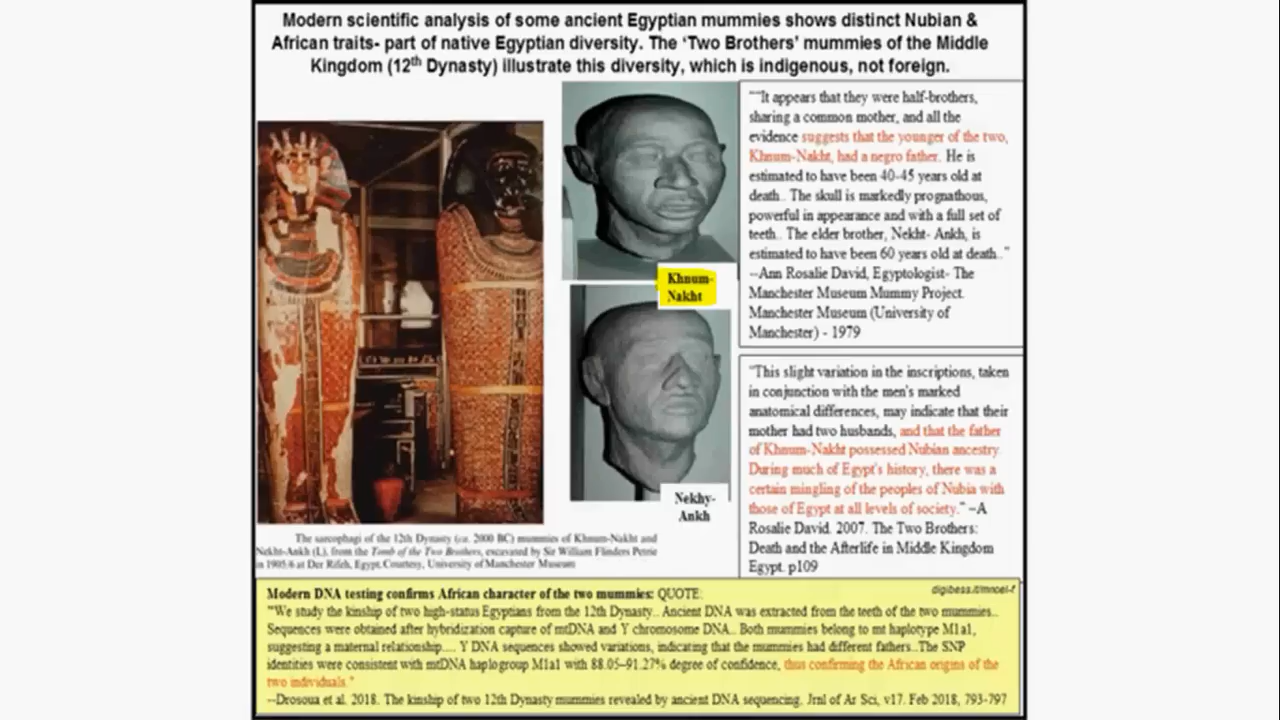 Modern scientific analysis of some ancient Egyptian mummies shows distinct Nubian &
African traits- part of native Egyptian diversity. The ‘Two Brothers’ mummies of the Middle
Kingdom (12th Dynasty) illustrate this diversity, which is indigenous, not foreign.
Khnum-
Nakht
Nekhy-
Ankh
The sarcophagi of the 12th Dynasty (ca. 2000 BC) mummies of Khnum-Nakht and
Nekht-Ankh (L), from the Tomb of the Two Brothers, excavated by Sir William Flinders Petrie
in 1905/6 at Der Rifeh, Egypt. Courtesy, University of Manchester Museum
""It appears that they were half-brothers,
sharing a common mother, and all the
evidence suggests that the younger of the two,
Khnum-Nakht, had a negro father. He is
estimated to have been 40-45 years old at
death.. The skull is markedly prognathous,
powerful in appearance and with a full set of
teeth.. The elder brother, Nekht- Ankh, is
estimated to have been 60 years old at death.."
--Ann Rosalie David, Egyptologist- The
Manchester Museum Mummy Project.
Manchester Museum (University of
Manchester) - 1979
"This slight variation in the inscriptions, taken
in conjunction with the men's marked
anatomical differences, may indicate that their
mother had two husbands, and that the father
of Khnum-Nakht possessed Nubian ancestry.
During much of Egypt's history, there was a
certain mingling of the peoples of Nubia with
those of Egypt at all levels of society." --A
Rosalie David. 2007. The Two Brothers:
Death and the Afterlife in Middle Kingdom
Egypt. p109
digibess.it/mnoel-f
Modern DNA testing confirms African character of the two mummies: QUOTE:
"We study the kinship of two high-status Egyptians from the 12th Dynasty.. Ancient DNA was extracted from the teeth of the two mummies..
Sequences were obtained after hybridization capture of mtDNA and Y chromosome DNA.. Both mummies belong to mt haplotype M1a1,
suggesting a maternal relationship.... Y DNA sequences showed variations, indicating that the mummies had different fathers..The SNP
identities were consistent with mtDNA haplogroup M1a1 with 88.05–91.27% degree of confidence, thus confirming the African origins of the
two individuals."
--Drosoua et al. 2018. The kinship of two 12th Dynasty mummies revealed by ancient DNA sequencing. Jrnl of Ar Sci, v17. Feb 2018, 793-797